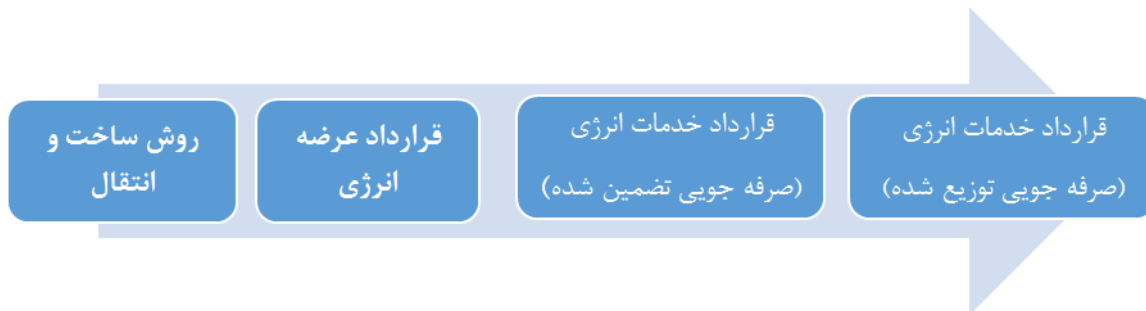 روش ساخت و
انتقال
قرارداد عرضه
انرژی
قرارداد خدمات انرژی
(صرفه جویی تضمین شده)
قرارداد خدمات انرژی
(صرفه جویی توزیع شده)